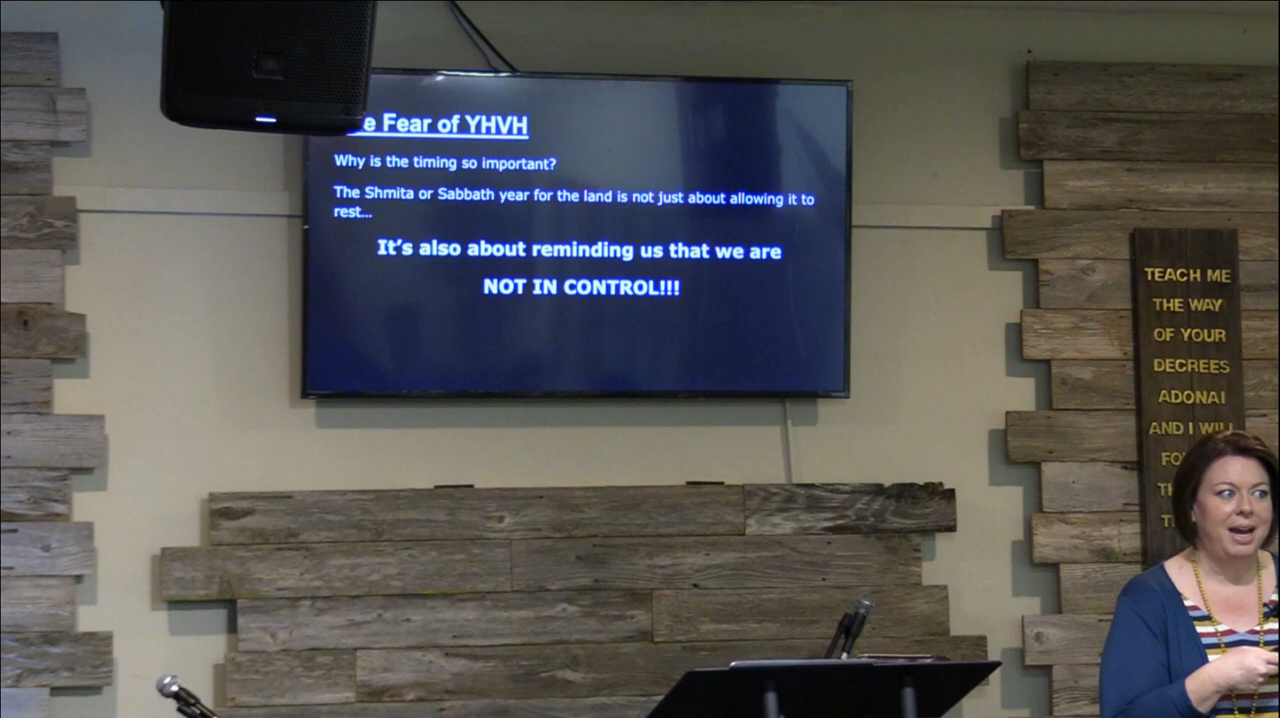 e Fear of YHVH
Why is the timing so important?
The Shmita or Sabbath year for the land is not just about allowing it to
rest...
It's also about reminding us that we are
NOT IN CONTROL!!!
TEACH ME
THE WAY
OF YOUR
DECREES
ADONAI
AND I WILL